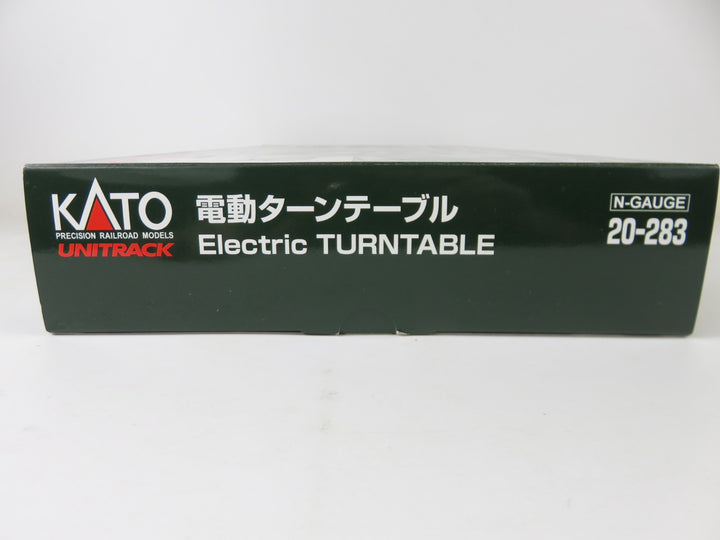 KATO
PRECISION RAILROAD MODELS
UNITRACK
電動ターンテーブル
Electric TURNTABLE
N-GAUGE
20-283